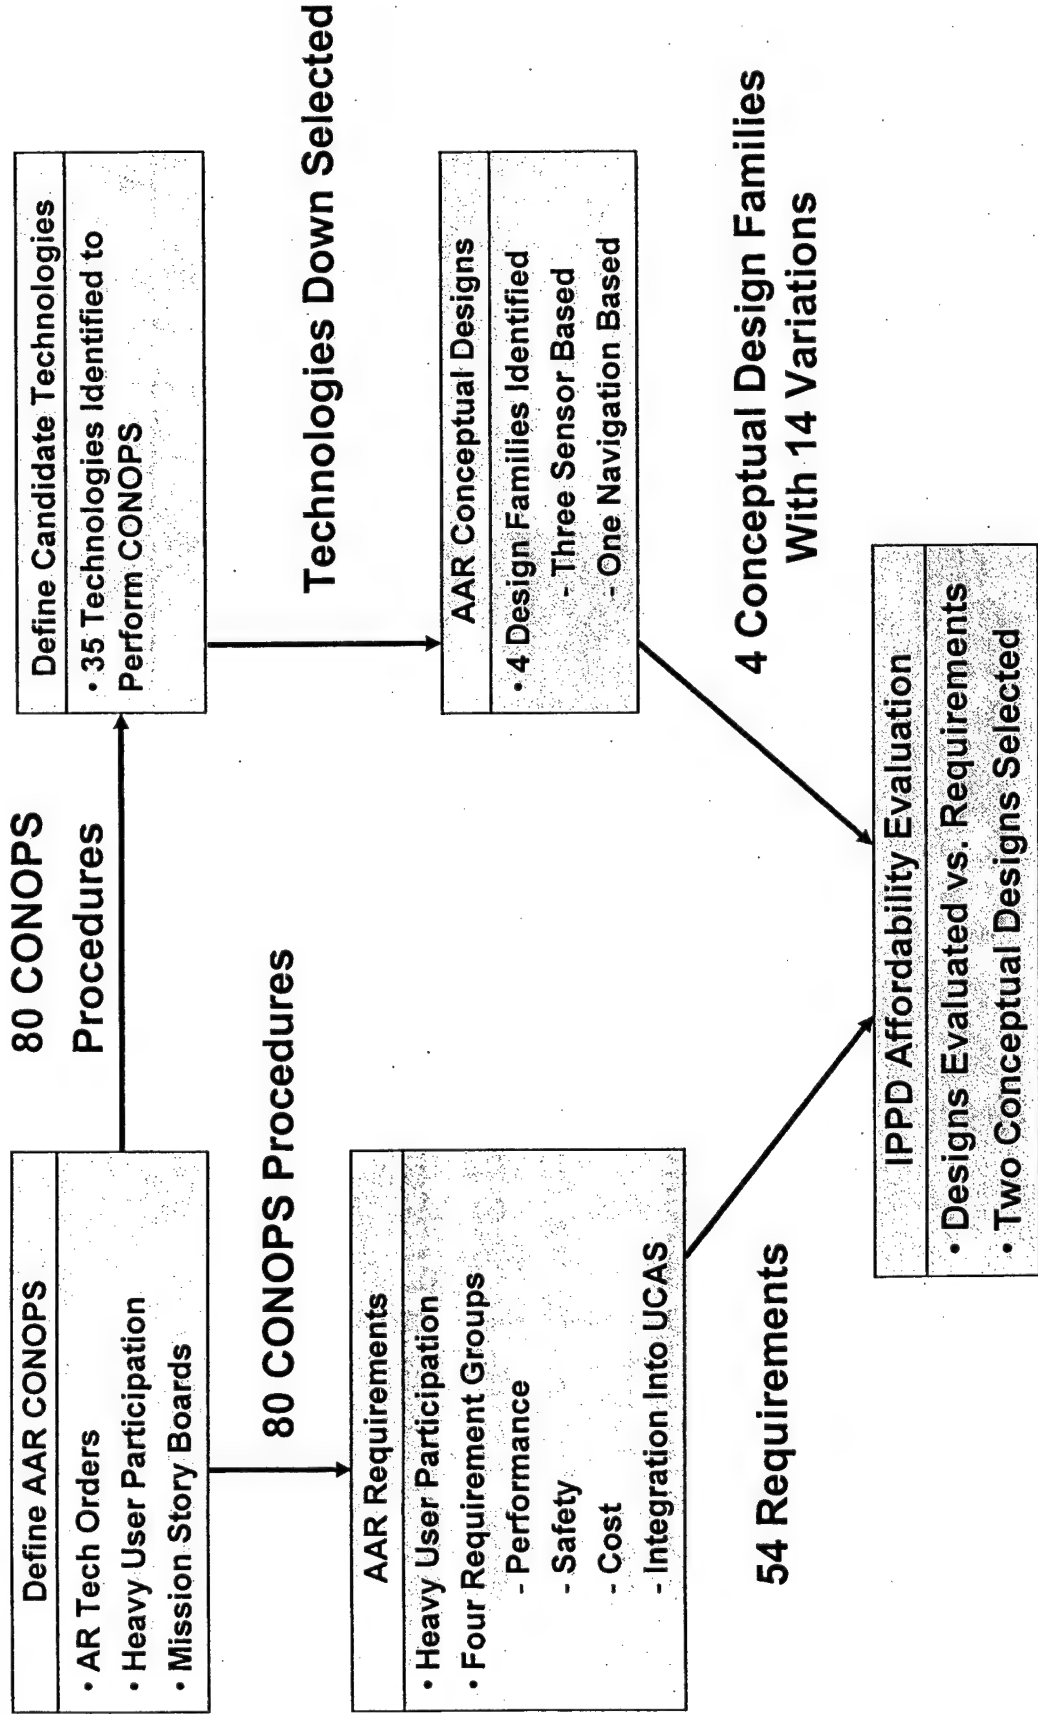 Define AAR CONOPS
• AR Tech Orders
• Heavy User Participation
• Mission Story Boards
80 CONOPS
Procedures
Define Candidate Technologies
• 35 Technologies Identified to
Perform CONOPS
80 CONOPS Procedures
Technologies Down Selected
AAR Requirements
• Heavy User Participation
• Four Requirement Groups
- Performance
- Safety
- Cost
- Integration Into UCAS
AAR Conceptual Designs
• 4 Design Families Identified
- Three Sensor Based
- One Navigation Based
54 Requirements
4 Conceptual Design Families
With 14 Variations
IPPD Affordability Evaluation
• Designs Evaluated vs. Requirements
• Two Conceptual Designs Selected